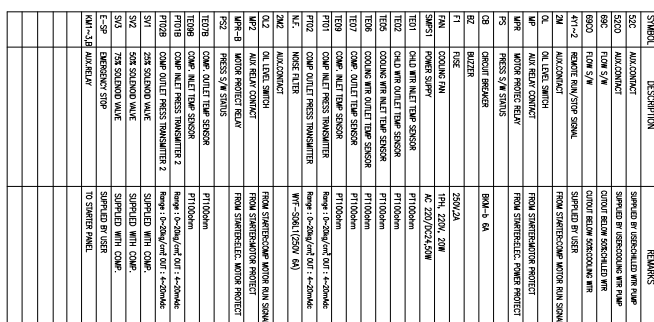 SYMBOL DESCRIPTION REMARKS
52C AUX.CONTACT SUPPLIED BY USER:CHILLED WTR PUMP
52CO AUX.CONTACT SUPPLIED BY USER:COOLING WTR PUMP
69C FLOW S/W CUTOUT BELOW 50%:CHILLED WTR
69CO FLOW S/W CUTOUT BELOW 50%:COOLING WTR
4Y1~2 REMOTE RUN/STOP SIGNAL SUPPLIED BY USER
2M AUX.CONTACT FROM STARTER:COMP MOTOR RUN SIGNA
OL OIL LEVEL SWITCH
MP AUX RELAY CONTACT FROM STARTER:MOTOR PROTECT
MPR MOTOR PROTEC RELAY FROM STARTER:ELEC. POWER PROTECT
PS PRESS S/W STATUS
CB CIRCUIT BREAKER BKM-b 6A
BZ BUZZER
F1 FUSE 250V,2A
FAN COOLING FAN 1PH, 220V, 20W
SMPS1 POWER SUPPLY AC 220/DC24,50W
TE01 CHLD WTR INLET TEMP SENSOR PT100ohm
TE02 CHLD WTR OUTLET TEMP SENSOR PT100ohm
TE05 COOLING WTR INLET TEMP SENSOR PT100ohm
TE06 COOLING WTR OUTLET TEMP SENSOR PT100ohm
TE07 COMP. OUTLET TEMP SENSOR PT100ohm
TE09 COMP. INLET TEMP SENSOR PT100ohm
PT01 COMP INLET PRESS TRANSMITTER Range : 0~20kg/cm², OUT : 4~20mAdc
PT02 COMP OUTLET PRESS TRANSMITTER Range : 0~20kg/cm², OUT : 4~20mAdc
N.F. NOISE FILTER WYF-S06L1(250V 6A)
2M2 AUX.CONTACT FROM STARTER:COMP MOTOR RUN SIGNA
OL2 OIL LEVEL SWITCH
MP2 AUX RELAY CONTACT FROM STARTER:MOTOR PROTECT
MPR-B MOTOR PROTECT RELAY FROM STARTER:ELEC. MOTOR PROTECT
PS2 PRESS S/W STATUS
TE07B COMP. OUTLET TEMP SENSOR PT100ohm
TE09B COMP. INLET TEMP SENSOR PT100ohm
PT01B COMP INLET PRESS TRANSMITTER 2 Range : 0~20kg/cm², OUT : 4~20mAdc
PT02B COMP OUTLET PRESS TRANSMITTER 2 Range : 0~20kg/cm², OUT : 4~20mAdc
SV1 25% SOLENOID VALVE SUPPLIED WITH COMP.
SV2 50% SOLENOID VALVE SUPPLIED WITH COMP.
SV3 75% SOLENOID VALVE SUPPLIED WITH COMP.
E-SP EMERGENCY STOP SUPPLIED BY USER
KM1~3,B AUX.RELAY TO STARTER PANEL